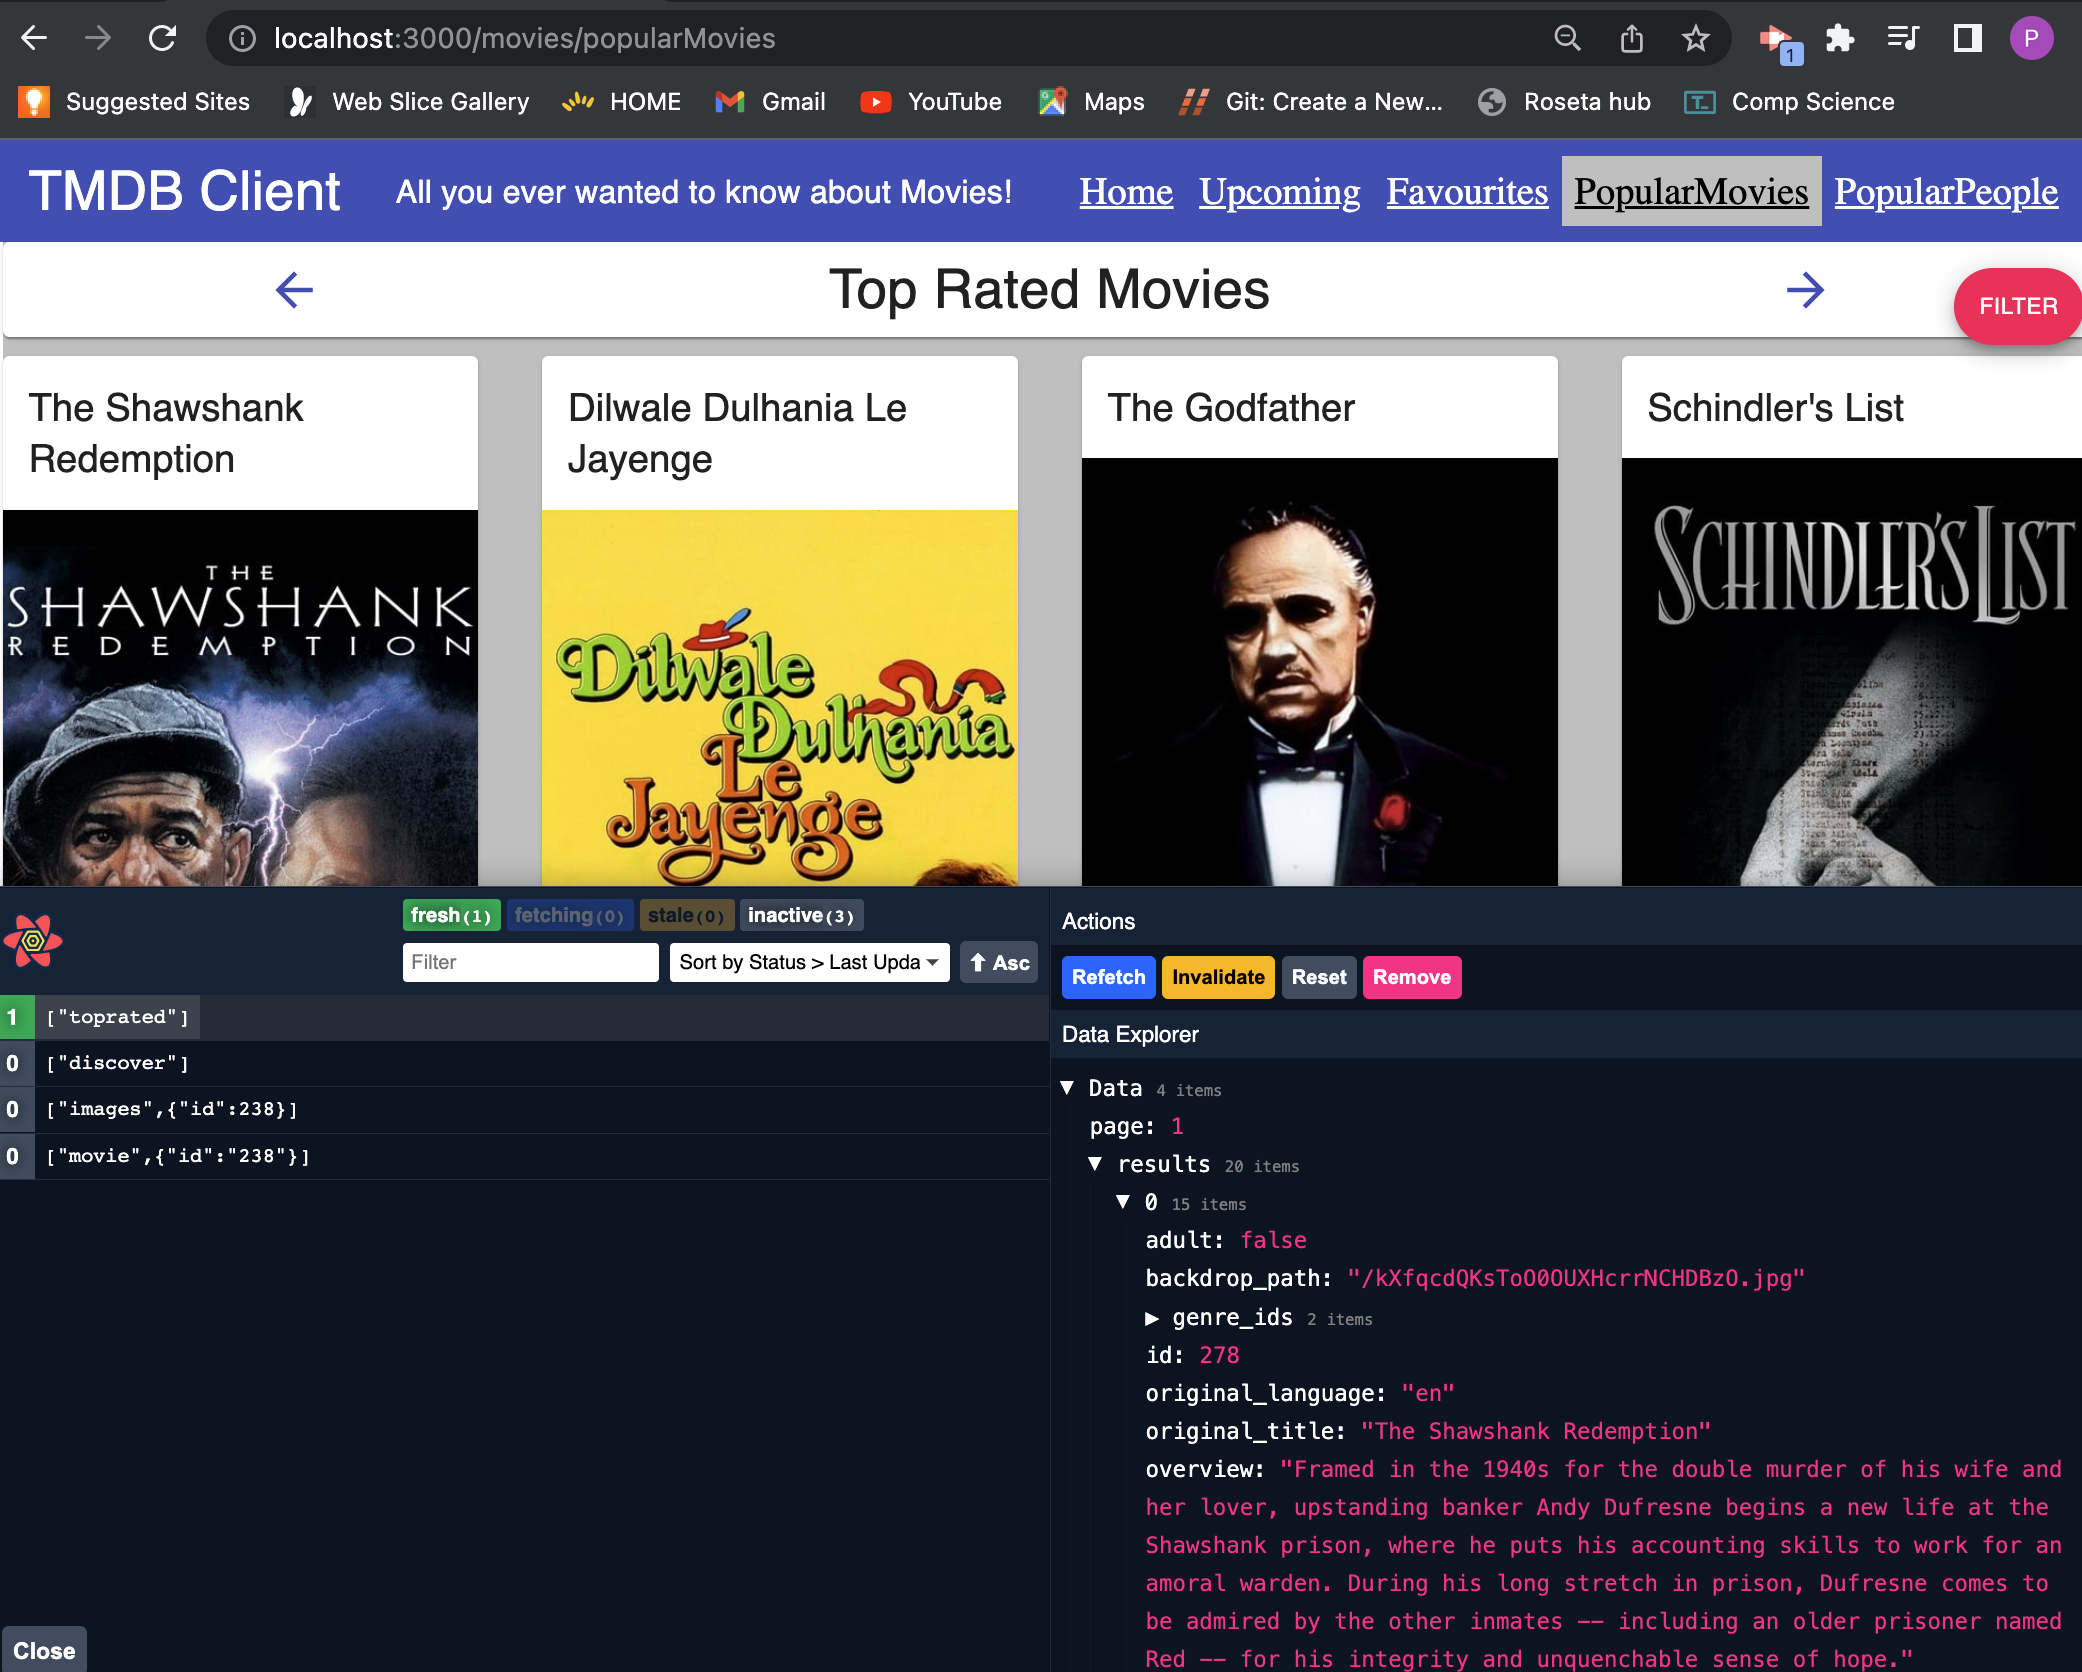 localhost:3000/movies/popularMovies
1
P
Suggested Sites
Web Slice Gallery
HOME
Gmail
YouTube
Maps
Git: Create a New...
Roseta hub
Comp Science
TMDB Client
All you ever wanted to know about Movies!
Home
Upcoming
Favourites
PopularMovies
PopularPeople
Top Rated Movies
FILTER
The Shawshank
Redemption
Dilwale Dulhania Le
Jayenge
The Godfather
Schindler's List
THE
SHAWSHANK
REDEMPTION
Dilwale
Dulhania
Le
Jayenge
SCHINDLER'S LIST
fresh(1)
fetching(0)
stale(0)
inactive(3)
Filter
Sort by Status > Last Upda
Asc
1 ["toprated"]
0 ["discover"]
0 ["images",{"id":238}]
0 ["movie",{"id":"238"}]
Close
Actions
Refetch
Invalidate
Reset
Remove
Data Explorer
Data 4 items
page: 1
results 20 items
0 15 items
adult: false
backdrop_path: "/kXfqcdQKsToO0OUXHcrrNCHDBzO.jpg"
genre_ids 2 items
id: 278
original_language: "en"
original_title: "The Shawshank Redemption"
overview: "Framed in the 1940s for the double murder of his wife and
her lover, upstanding banker Andy Dufresne begins a new life at the
Shawshank prison, where he puts his accounting skills to work for an
amoral warden. During his long stretch in prison, Dufresne comes to
be admired by the other inmates -- including an older prisoner named
Red -- for his integrity and unquenchable sense of hope."